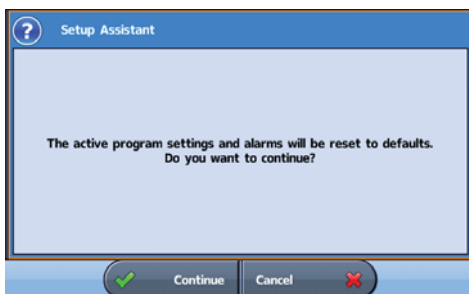 ?
Setup Assistant
The active program settings and alarms will be reset to defaults.
Do you want to continue?
Continue Cancel